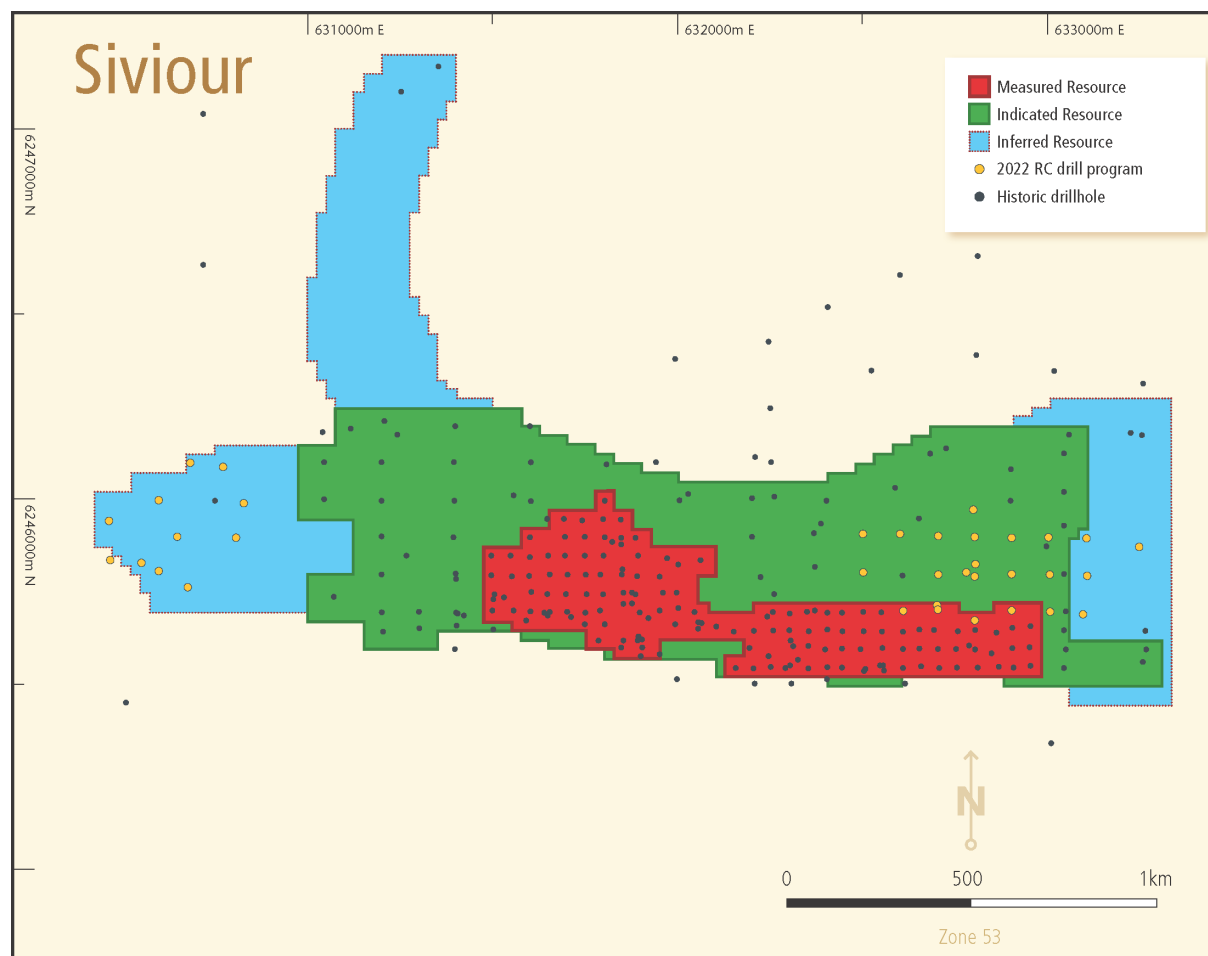 631000m E
632000m E
633000m E
Siviour
Measured Resource
Indicated Resource
Inferred Resource
2022 RC drill program
Historic drillhole
6247000m N
6246000m N
N
0
500
1km
Zone 53